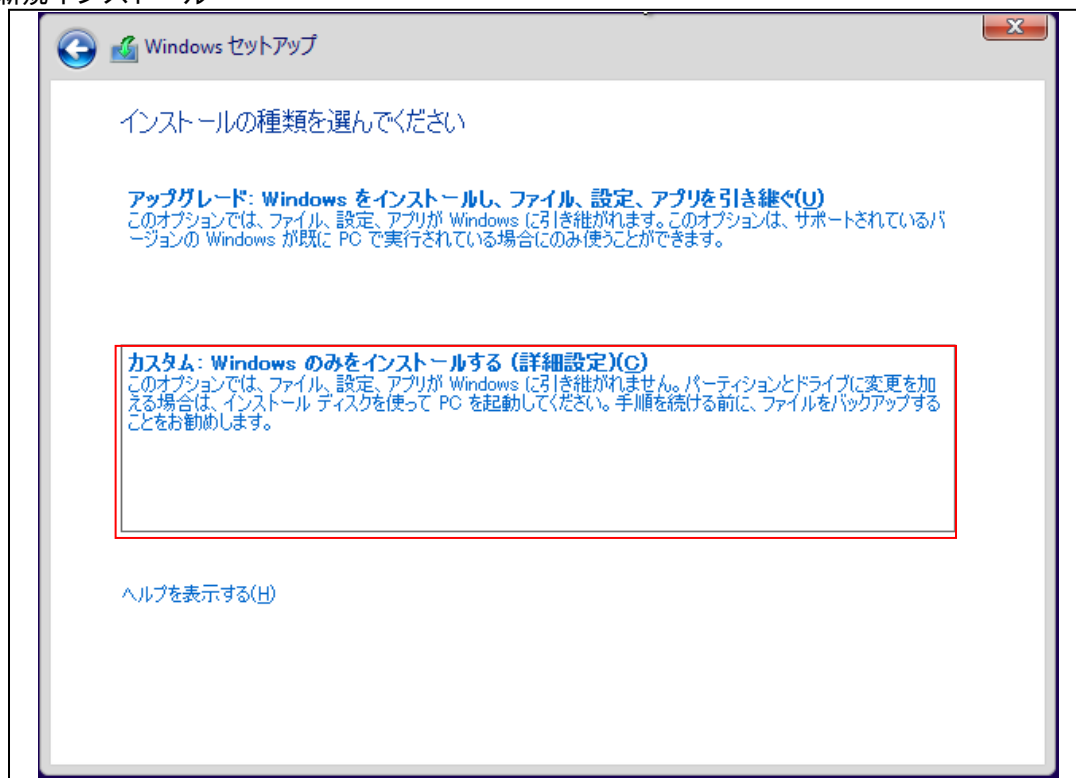 新規インストール
Windows セットアップ
インストールの種類を選んでください
アップグレード: Windows をインストールし、ファイル、設定、アプリを引き継ぐ(U)
このオプションでは、ファイル、設定、アプリが Windows に引き継がれます。このオプションは、サポートされているバ
ージョンの Windows が既に PC で実行されている場合にのみ使うことができます。
カスタム: Windows のみをインストールする (詳細設定)(C)
このオプションでは、ファイル、設定、アプリが Windows に引き継がれません。パーティションとドライブに変更を加
える場合は、インストール ディスクを使って PC を起動してください。手順を続ける前に、ファイルをバックアップする
ことをお勧めします。
ヘルプを表示する(H)